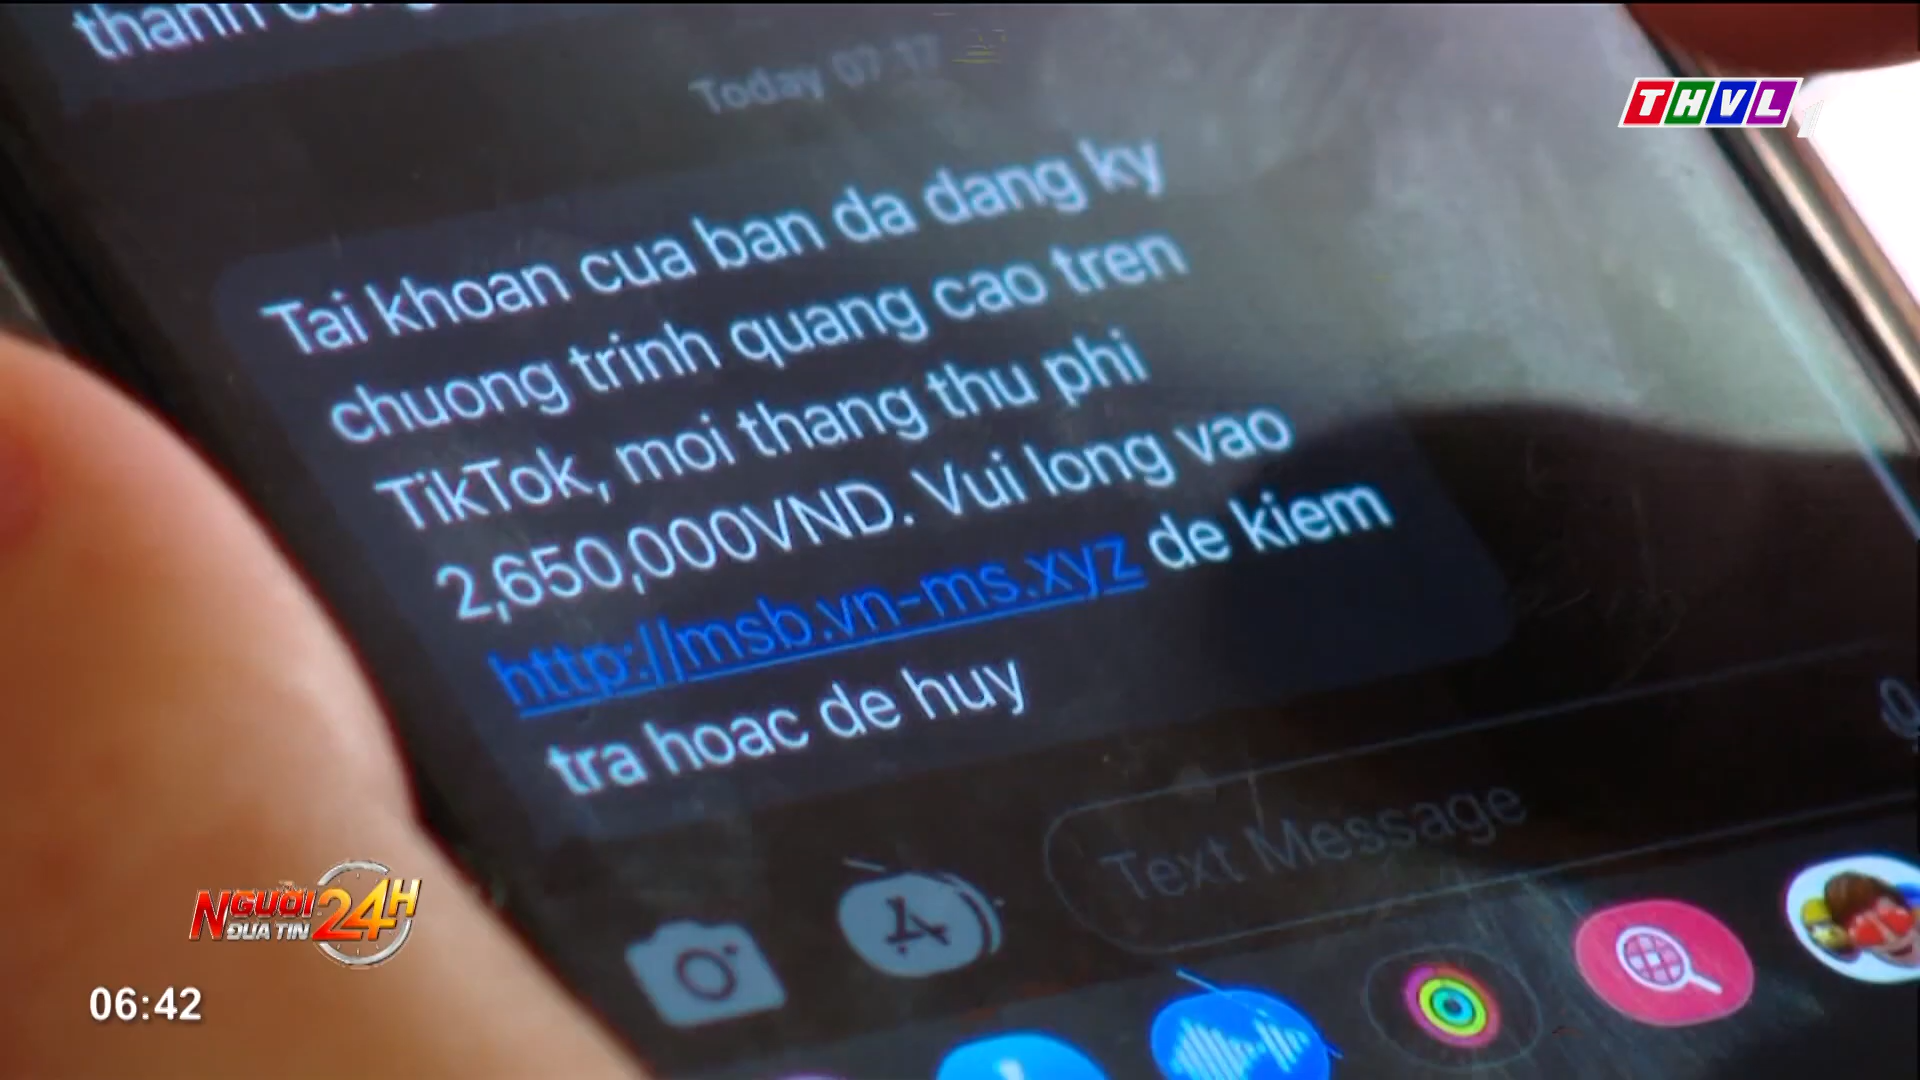 Today 07:17
THVL1
Tai khoan cua ban da dang ky
chuong trinh quang cao tren
TikTok, moi thang thu phi
2,650,000VND. Vui long vao
http://msb.vn-ms.xyz de kiem
tra hoac de huy
Text Message
NGƯỜI
ĐƯA TIN 24H
06:42